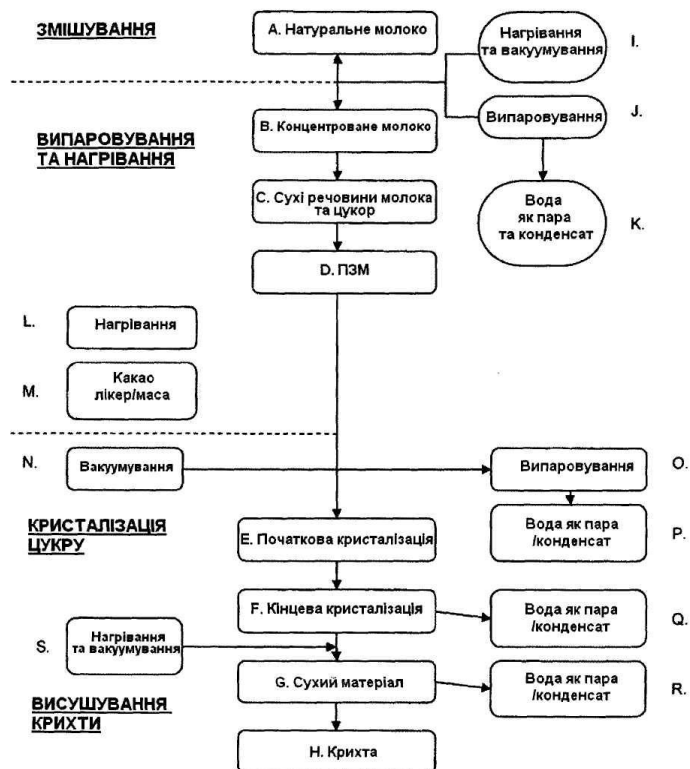 ЗМІШУВАННЯ
A. Натуральне молоко
Нагрівання
та вакуумування
I.
ВИПАРОВУВАННЯ
ТА НАГРІВАННЯ
B. Концентроване молоко
Випаровування
J.
C. Сухі речовини молока
та цукор
Вода
як пара
та конденсат
K.
D. ПЗМ
L.
Нагрівання
M.
Какао
лікер/маса
N.
Вакуумування
Випаровування
O.
КРИСТАЛІЗАЦІЯ
ЦУКРУ
E. Початкова кристалізація
Вода як пара
/конденсат
P.
F. Кінцева кристалізація
Вода як пара
/конденсат
Q.
S.
Нагрівання
та вакуумування
G. Сухий матеріал
Вода як пара
/конденсат
R.
ВИСУШУВАННЯ
КРИХТИ
H. Крихта